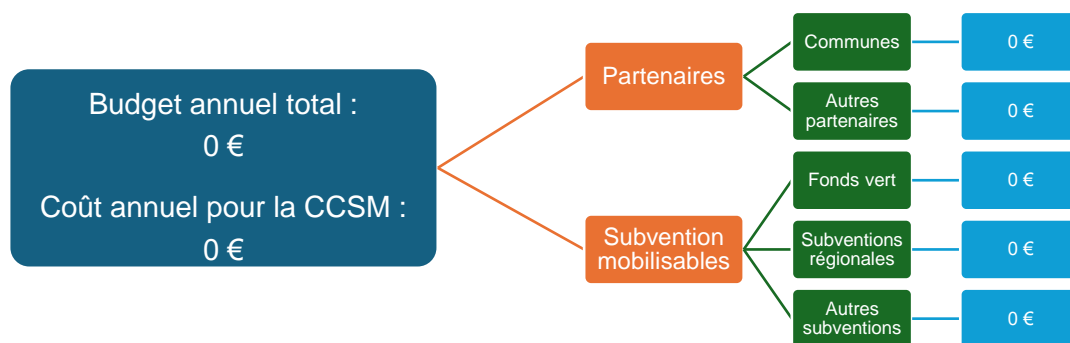 Budget annuel total :
0 €
Coût annuel pour la CCSM :
0 €
Partenaires
Communes
0 €
Autres
partenaires
0 €
Subvention
mobilisables
Fonds vert
0 €
Subventions
régionales
0 €
Autres
subventions
0 €